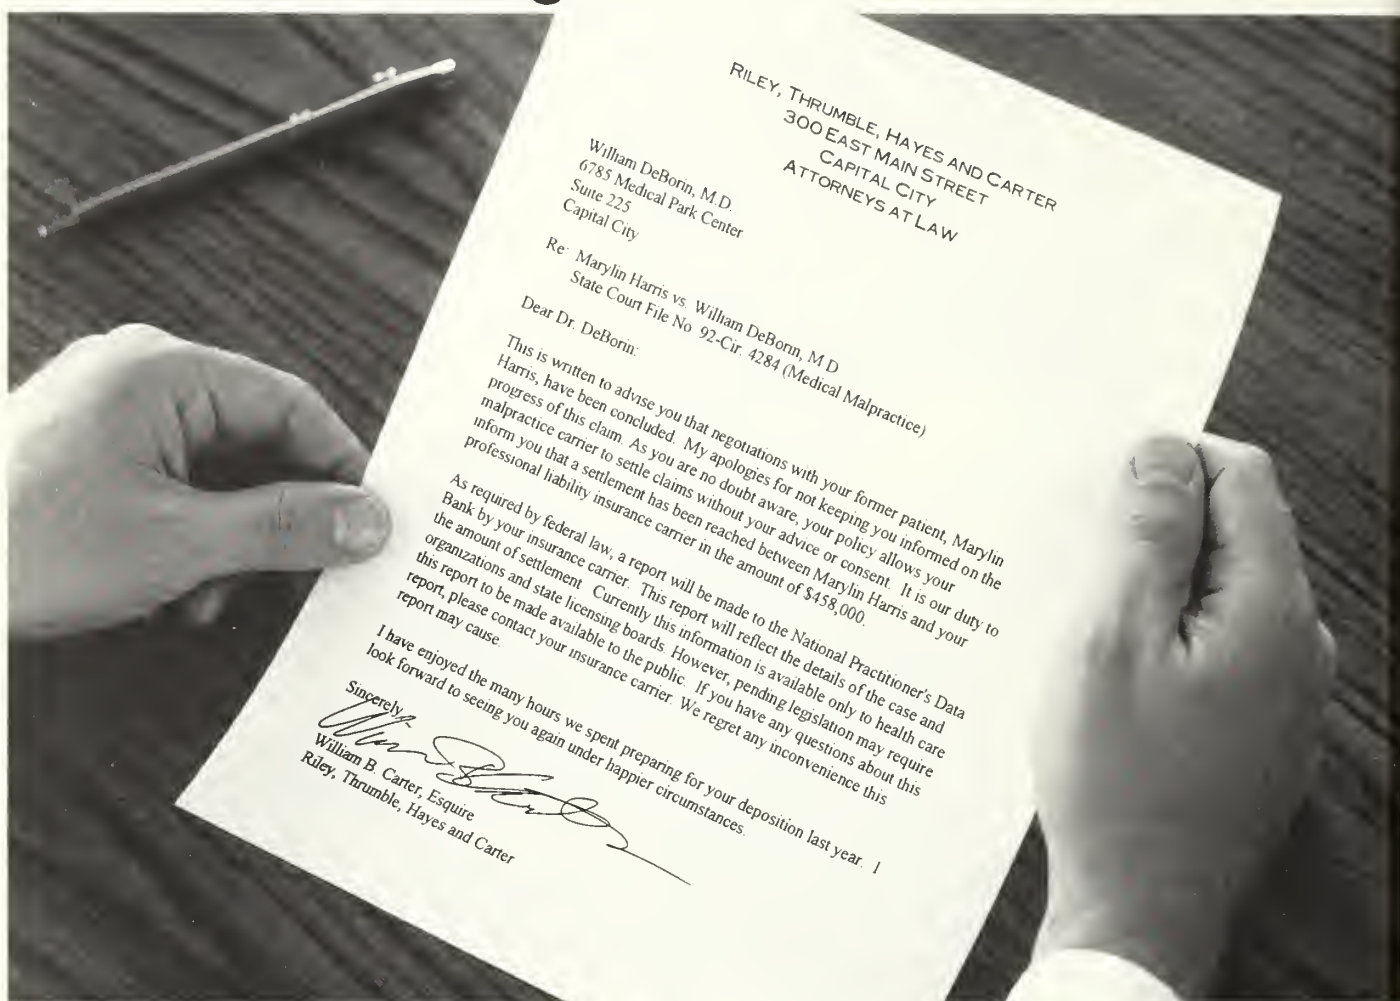 RILEY, THRUMBLE, HAYES AND CARTER
300 EAST MAIN STREET
CAPITAL CITY
ATTORNEYS AT LAW
William DeBorin, M.D.
6785 Medical Park Center
Suite 225
Capital City
Re: Marylin Harris vs. William DeBorin, M D
State Court File No 92-Cir. 4284 (Medical Malpractice)
Dear Dr. DeBorin:
This is written to advise you that negotiations with your former patient, Marylin
Harris, have been concluded. My apologies for not keeping you informed on the
progress of this claim. As you are no doubt aware, your policy allows your
malpractice carrier to settle claims without your advice or consent. It is our duty to
inform you that a settlement has been reached between Marylin Harris and your
professional liability insurance carrier in the amount of $458,000.
As required by federal law, a report will be made to the National Practitioner's Data
Bank by your insurance carrier. This report will reflect the details of the case and
the amount of settlement. Currently this information is available only to health care
organizations and state licensing boards. However, pending legislation may require
this report to be made available to the public. If you have any questions about this
report, please contact your insurance carrier. We regret any inconvenience this
report may cause.
I have enjoyed the many hours we spent preparing for your deposition last year. I
look forward to seeing you again under happier circumstances.
Sincerely,
William B. Carter, Esquire
Riley, Thrumble, Hayes and Carter